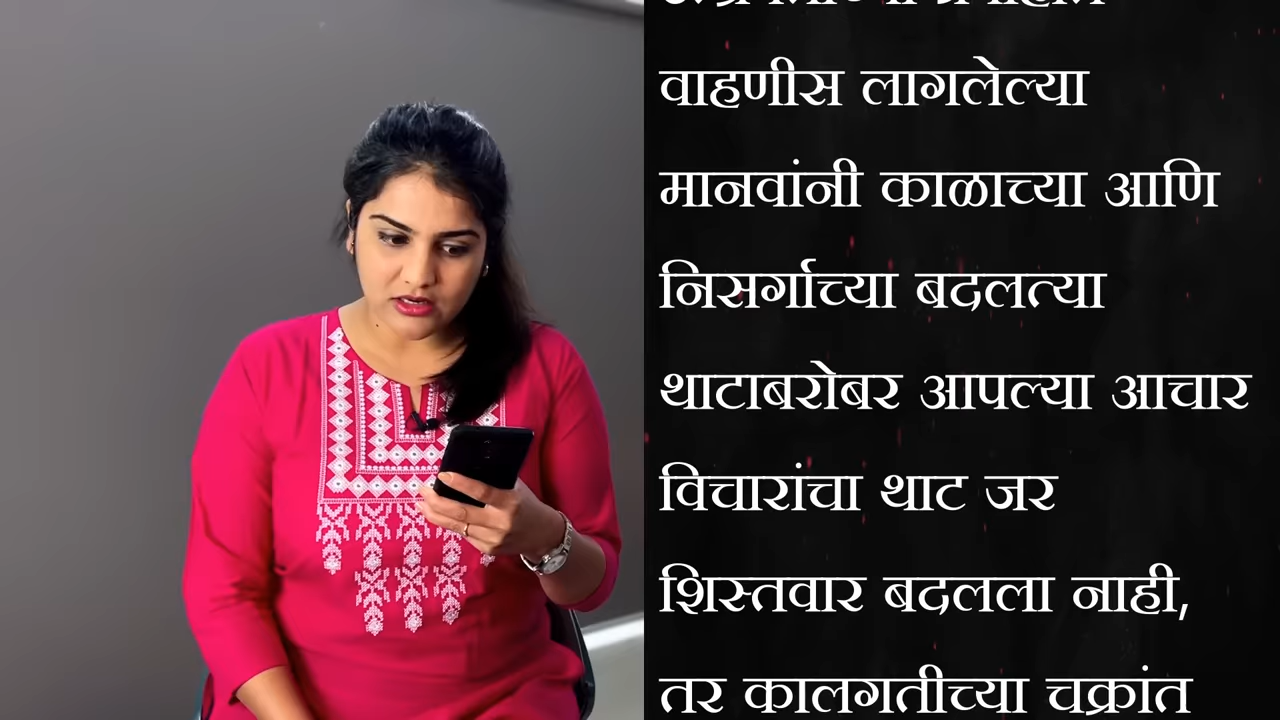 वाहणीस लागलेल्या
मानवांनी काळाच्या आणि
निसर्गाच्या बदलत्या
थाटाबरोबर आपल्या आचार
विचारांचा थाट जर
शिस्तवार बदलला नाही,
तर कालगतीच्या चक्रांत